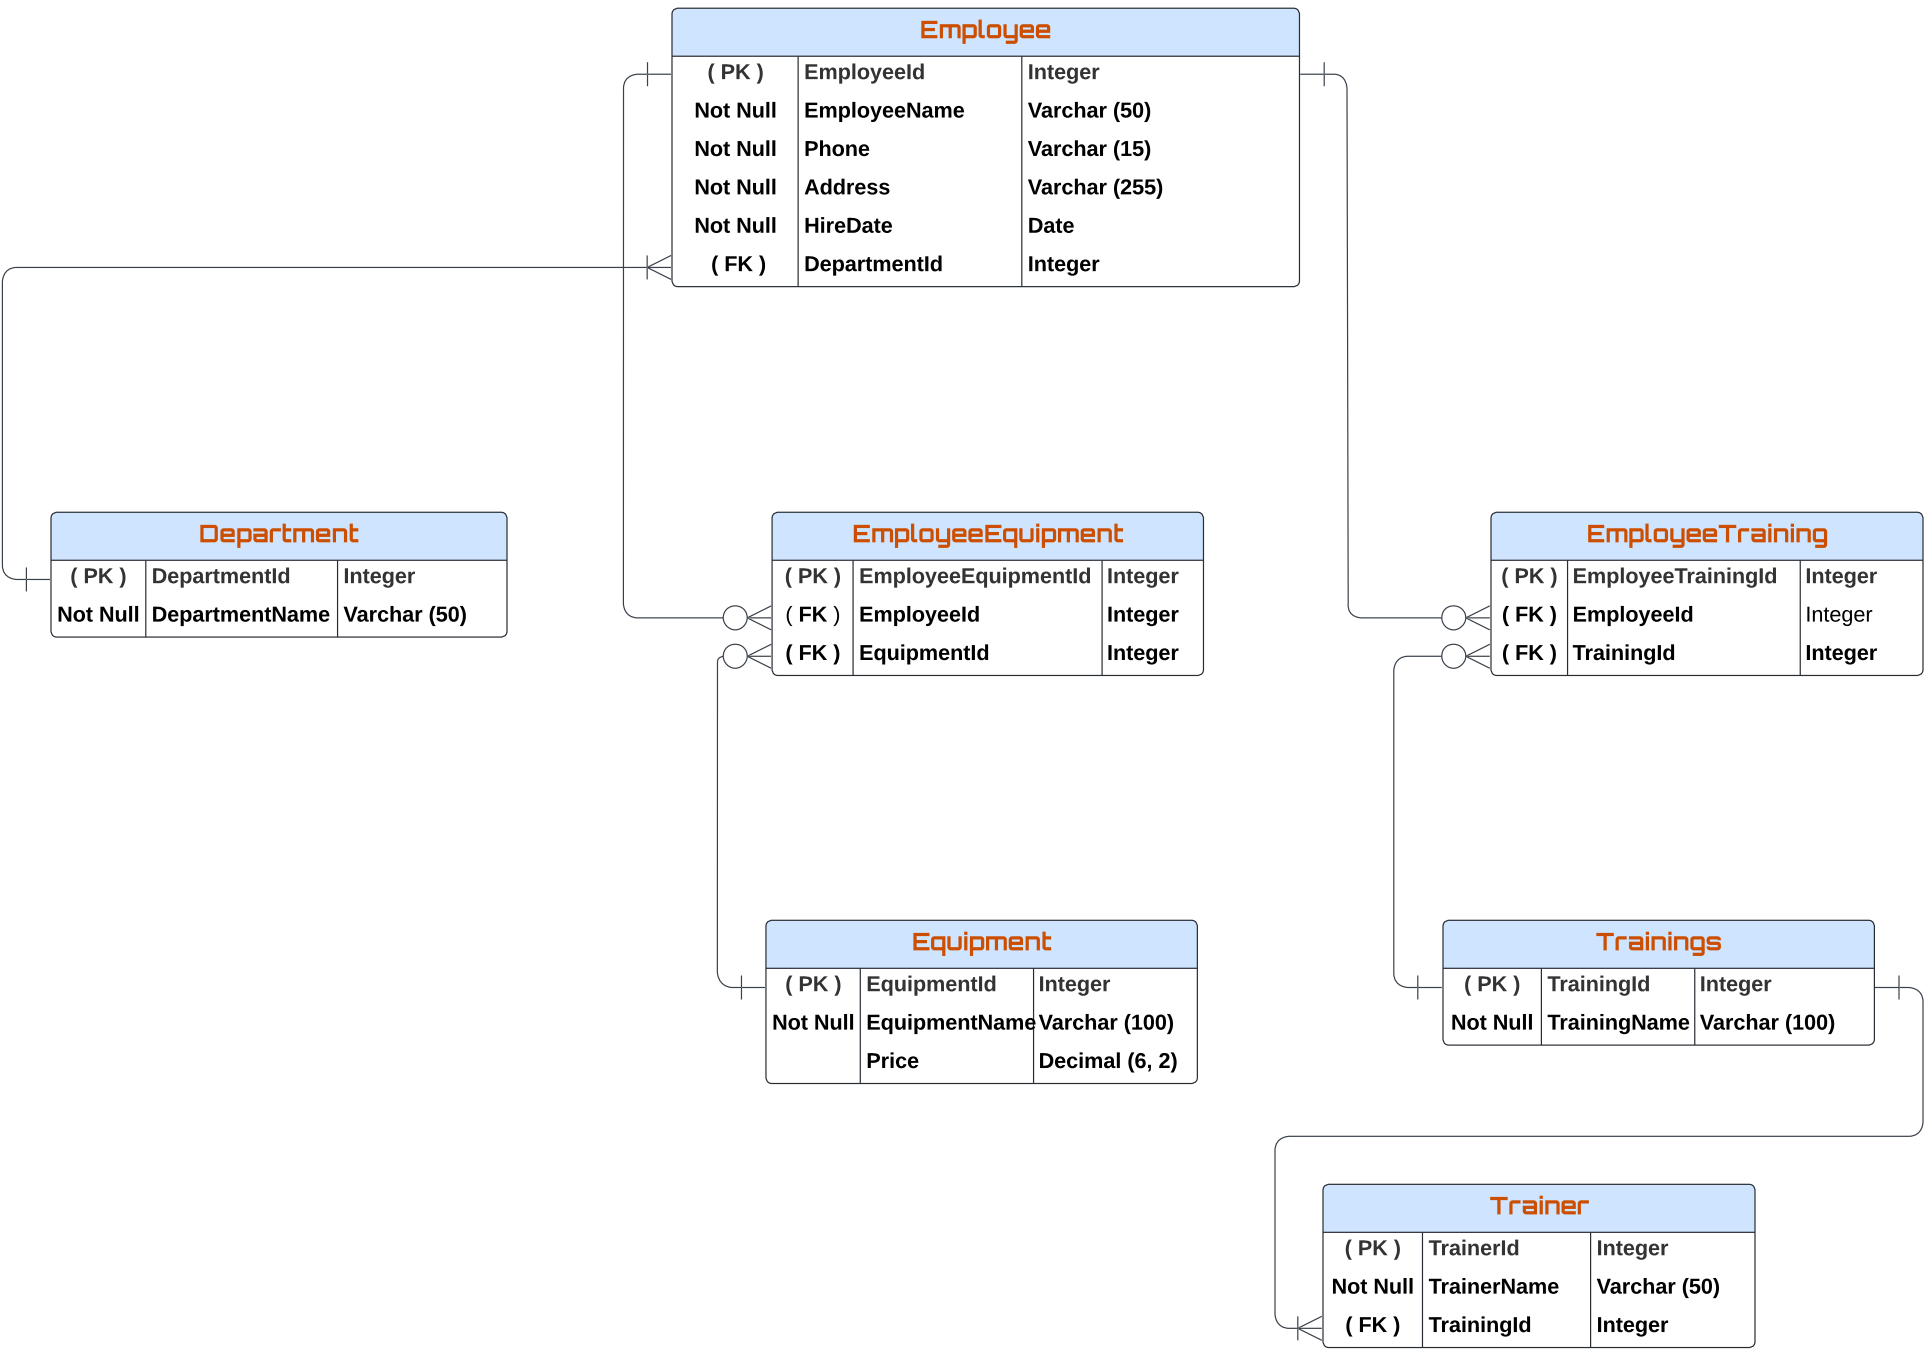 Employee
( PK ) EmployeeId Integer
Not Null EmployeeName Varchar (50)
Not Null Phone Varchar (15)
Not Null Address Varchar (255)
Not Null HireDate Date
( FK ) DepartmentId Integer
Department
( PK ) DepartmentId Integer
Not Null DepartmentName Varchar (50)
EmployeeEquipment
( PK ) EmployeeEquipmentId Integer
( FK ) EmployeeId Integer
( FK ) EquipmentId Integer
EmployeeTraining
( PK ) EmployeeTrainingId Integer
( FK ) EmployeeId Integer
( FK ) TrainingId Integer
Equipment
( PK ) EquipmentId Integer
Not Null EquipmentName Varchar (100)
Price Decimal (6, 2)
Trainings
( PK ) TrainingId Integer
Not Null TrainingName Varchar (100)
Trainer
( PK ) TrainerId Integer
Not Null TrainerName Varchar (50)
( FK ) TrainingId Integer